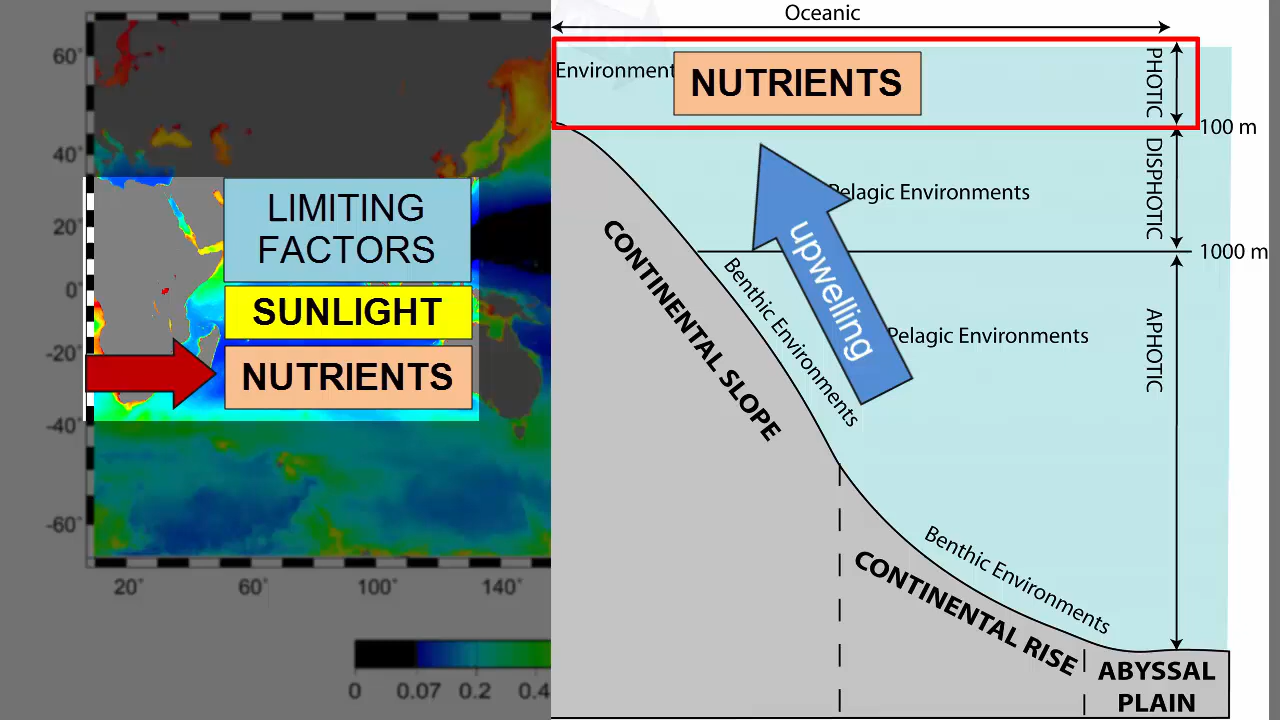 60°
40°
20°
0°
-20°
-40°
-60°
20°
60°
100°
140°
0
0.07
0.2
LIMITING
FACTORS
SUNLIGHT
NUTRIENTS
Oceanic
Environment
NUTRIENTS
PHOTIC
100 m
DISPHOTIC
Pelagic Environments
1000 m
upwelling
Pelagic Environments
APHOTIC
Benthic Environments
CONTINENTAL SLOPE
Benthic Environments
CONTINENTAL RISE
ABYSSAL
PLAIN